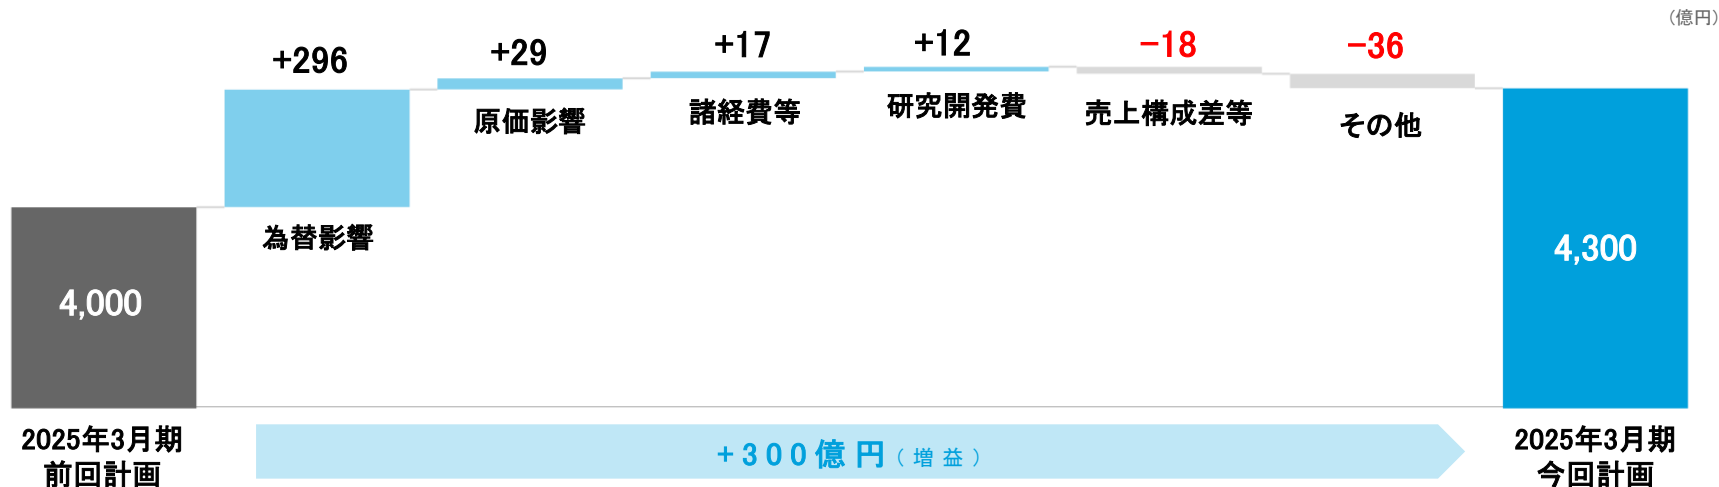 （億円）
+296
+29
+17
+12
−18
−36
為替影響
原価影響
諸経費等
研究開発費
売上構成差等
その他
4,000
4,300
2025年3月期
前回計画
+300億円（増益）
2025年3月期
今回計画